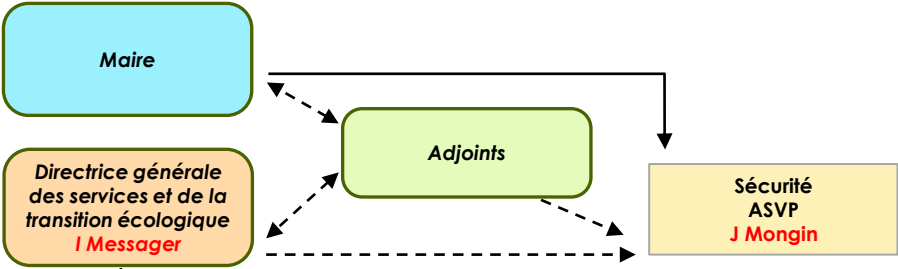 Maire
Adjoints
Directrice générale
des services et de la
transition écologique
I Messager
Sécurité
ASVP
J Mongin